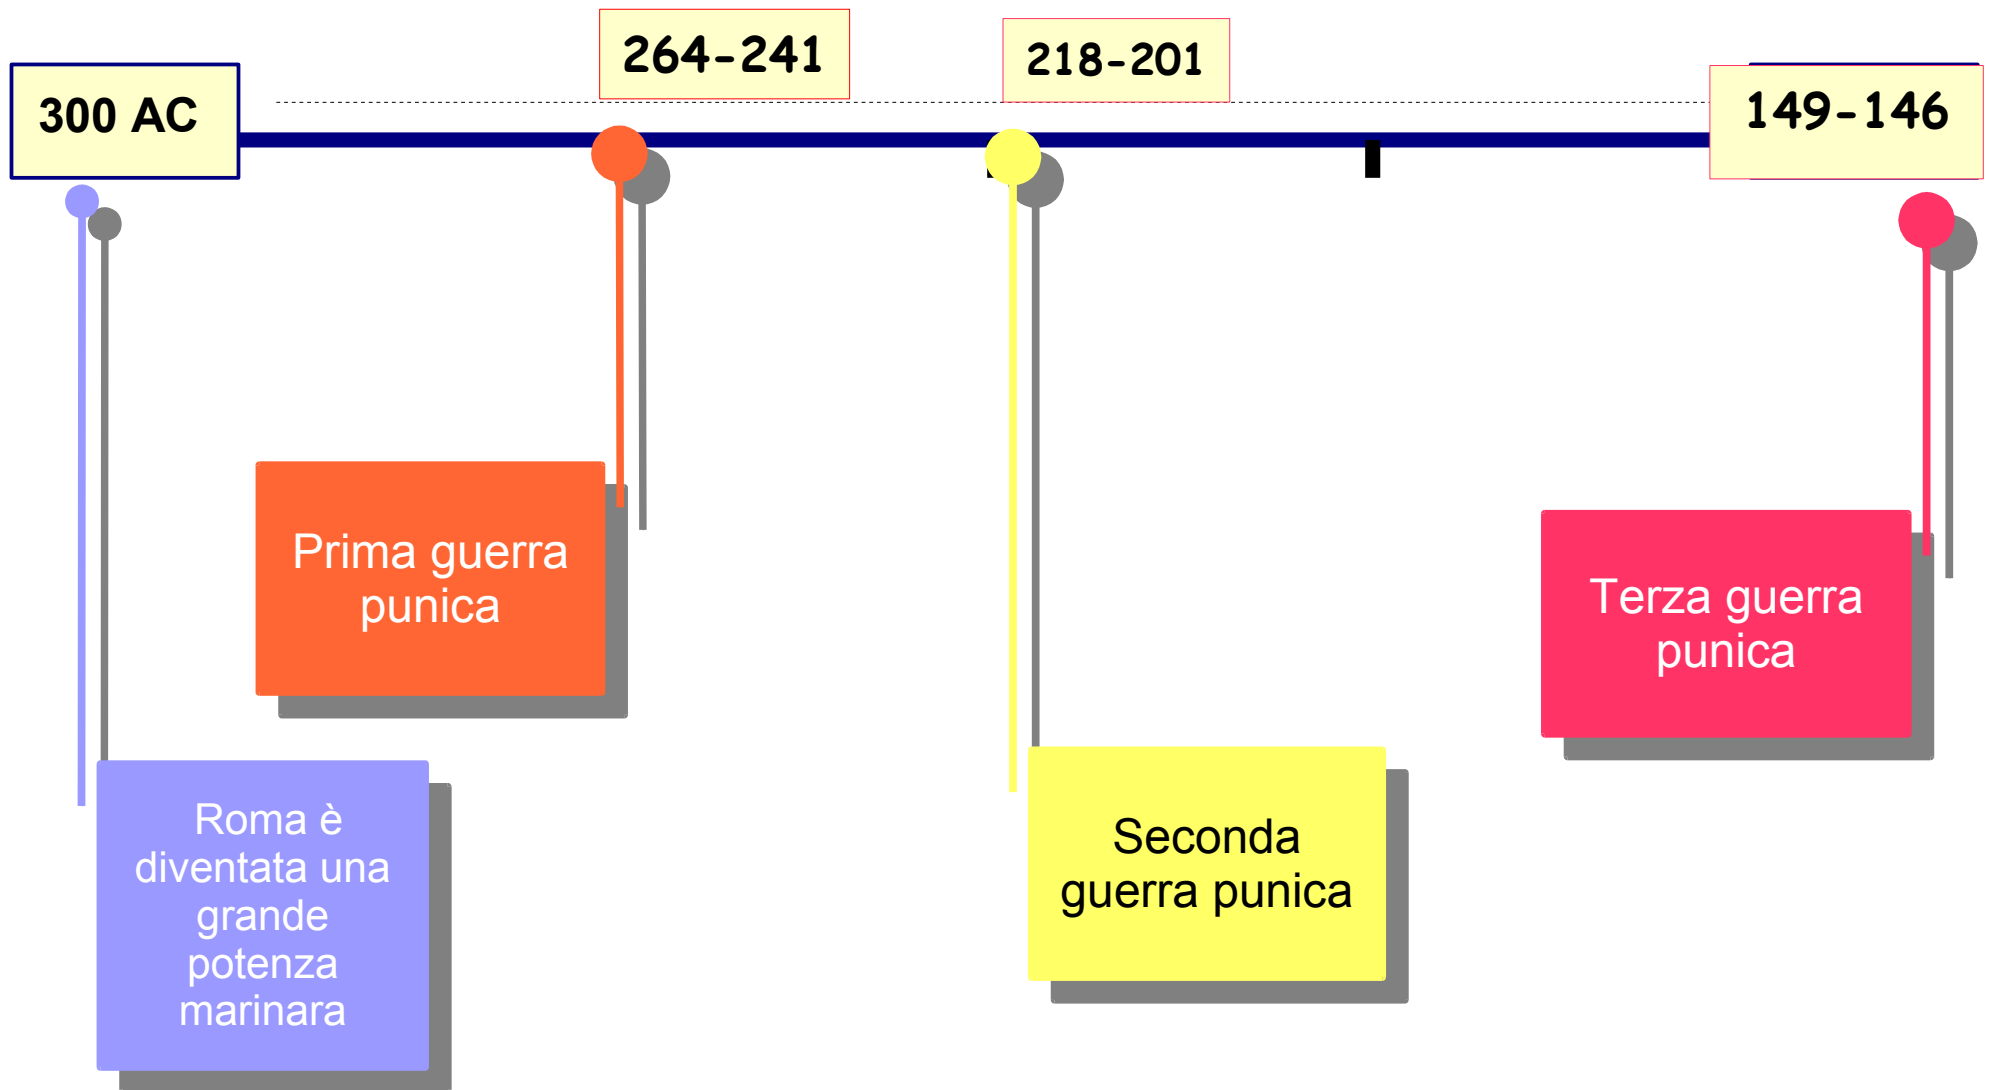 300 AC
264-241
218-201
149-146
Prima guerra
punica
Terza guerra
punica
Roma è
diventata una
grande
potenza
marinara
Seconda
guerra punica